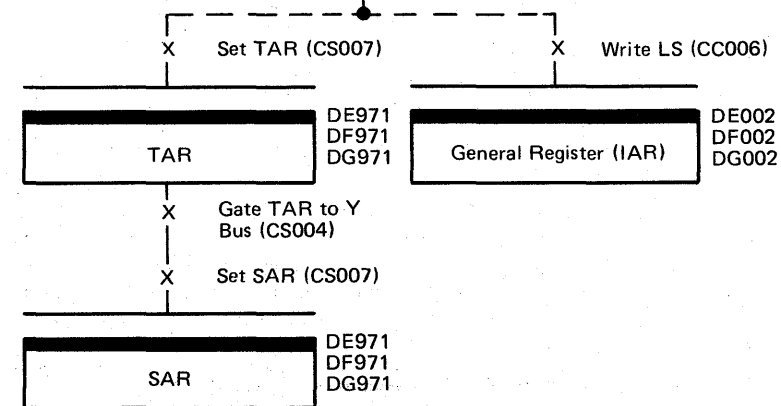 Set TAR (CS007)
Write LS (CC006)
DE971
DF971
DG971
TAR
DE002
DF002
DG002
General Register (IAR)
Gate TAR to Y
Bus (CS004)
Set SAR (CS007)
DE971
DF971
DG971
SAR